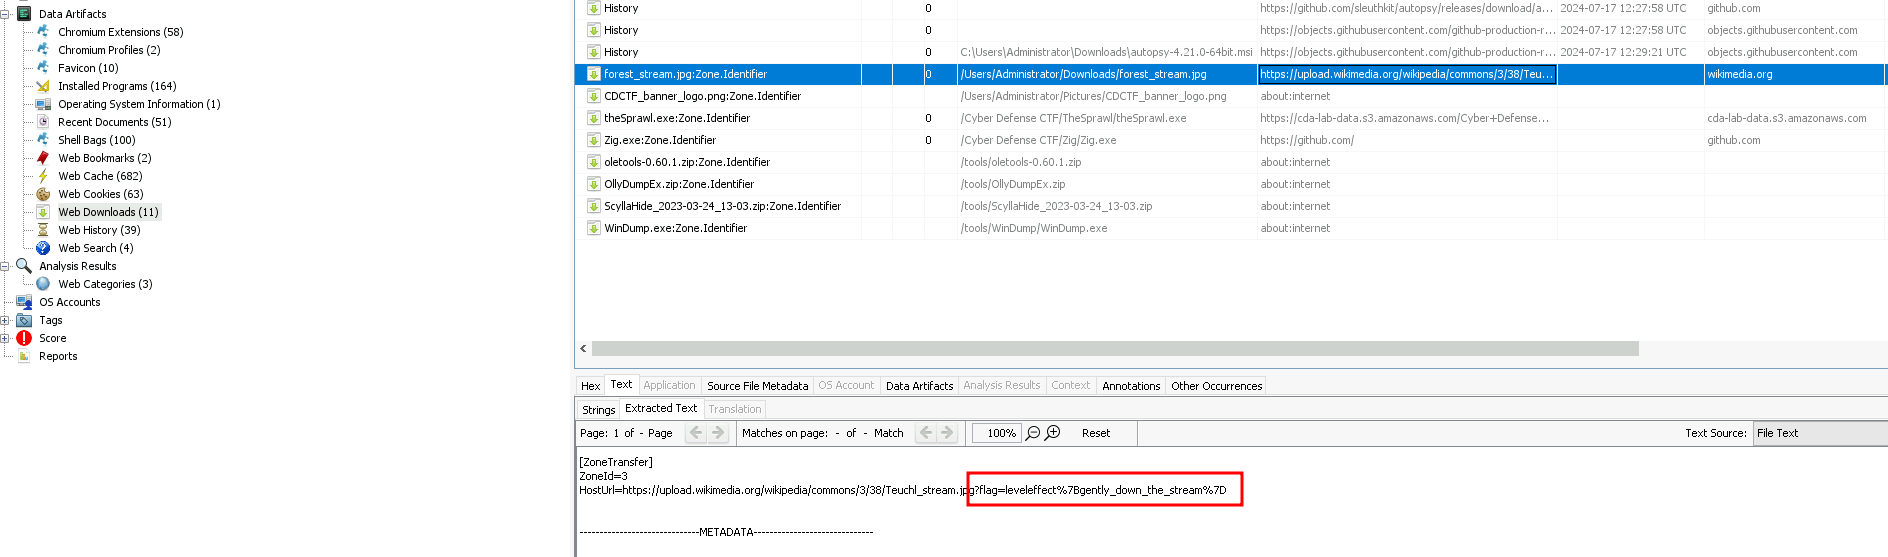 Data Artifacts
Chromium Extensions (58)
Chromium Profiles (2)
Favicon (10)
Installed Programs (164)
Operating System Information (1)
Recent Documents (51)
Shell Bags (100)
Web Bookmarks (2)
Web Cache (682)
Web Cookies (63)
Web Downloads (11)
Web History (39)
Web Search (4)
Analysis Results
Web Categories (3)
OS Accounts
Tags
Score
Reports
History 0 https://github.com/sleuthkit/autopsy/releases/download/a... 2024-07-17 12:27:58 UTC github.com
History 0 https://objects.githubusercontent.com/github-production-r... 2024-07-17 12:27:58 UTC objects.githubusercontent.com
History 0 C:\Users\Administrator\Downloads\autopsy-4.21.0-64bit.msi https://objects.githubusercontent.com/github-production-r... 2024-07-17 12:29:21 UTC objects.githubusercontent.com
forest_stream.jpg:Zone.Identifier 0 /Users/Administrator/Downloads/forest_stream.jpg https://upload.wikimedia.org/wikipedia/commons/3/38/Teu... wikimedia.org
CDCTF_banner_logo.png:Zone.Identifier /Users/Administrator/Pictures/CDCTF_banner_logo.png about:internet
theSprawl.exe:Zone.Identifier 0 /Cyber Defense CTF/TheSprawl/theSprawl.exe https://cda-lab-data.s3.amazonaws.com/Cyber+Defense... cda-lab-data.s3.amazonaws.com
Zig.exe:Zone.Identifier 0 /Cyber Defense CTF/Zig/Zig.exe https://github.com/ github.com
oletools-0.60.1.zip:Zone.Identifier /tools/oletools-0.60.1.zip about:internet
OllyDumpEx.zip:Zone.Identifier /tools/OllyDumpEx.zip about:internet
ScyllaHide_2023-03-24_13-03.zip:Zone.Identifier /tools/ScyllaHide_2023-03-24_13-03.zip about:internet
WinDump.exe:Zone.Identifier /tools/WinDump/WinDump.exe about:internet
Hex Text Application Source File Metadata OS Account Data Artifacts Analysis Results Context Annotations Other Occurrences
Strings Extracted Text Translation
Page: 1 of - Page Matches on page: - of - Match 100% Reset Text Source: File Text
[ZoneTransfer]
ZoneId=3
HostUrl=https://upload.wikimedia.org/wikipedia/commons/3/38/Teuchl_stream.jpg?flag=leveleffect%7Bgently_down_the_stream%7D
------------------------------METADATA------------------------------